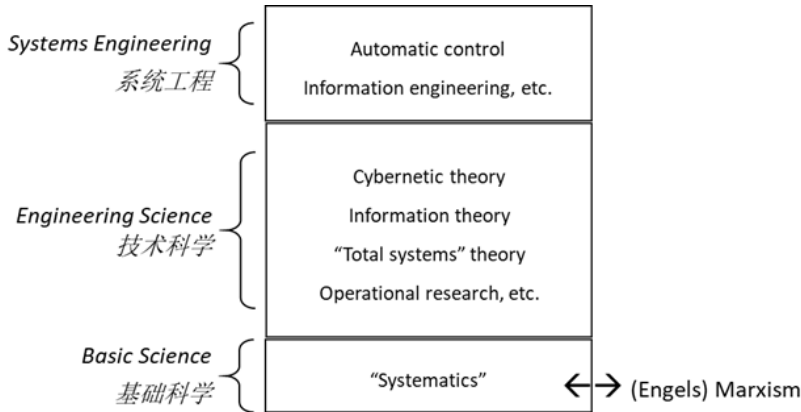 Systems Engineering
系统工程
Automatic control
Information engineering, etc.
Engineering Science
技术科学
Cybernetic theory
Information theory
“Total systems” theory
Operational research, etc.
Basic Science
基础科学
“Systematics”
(Engels) Marxism